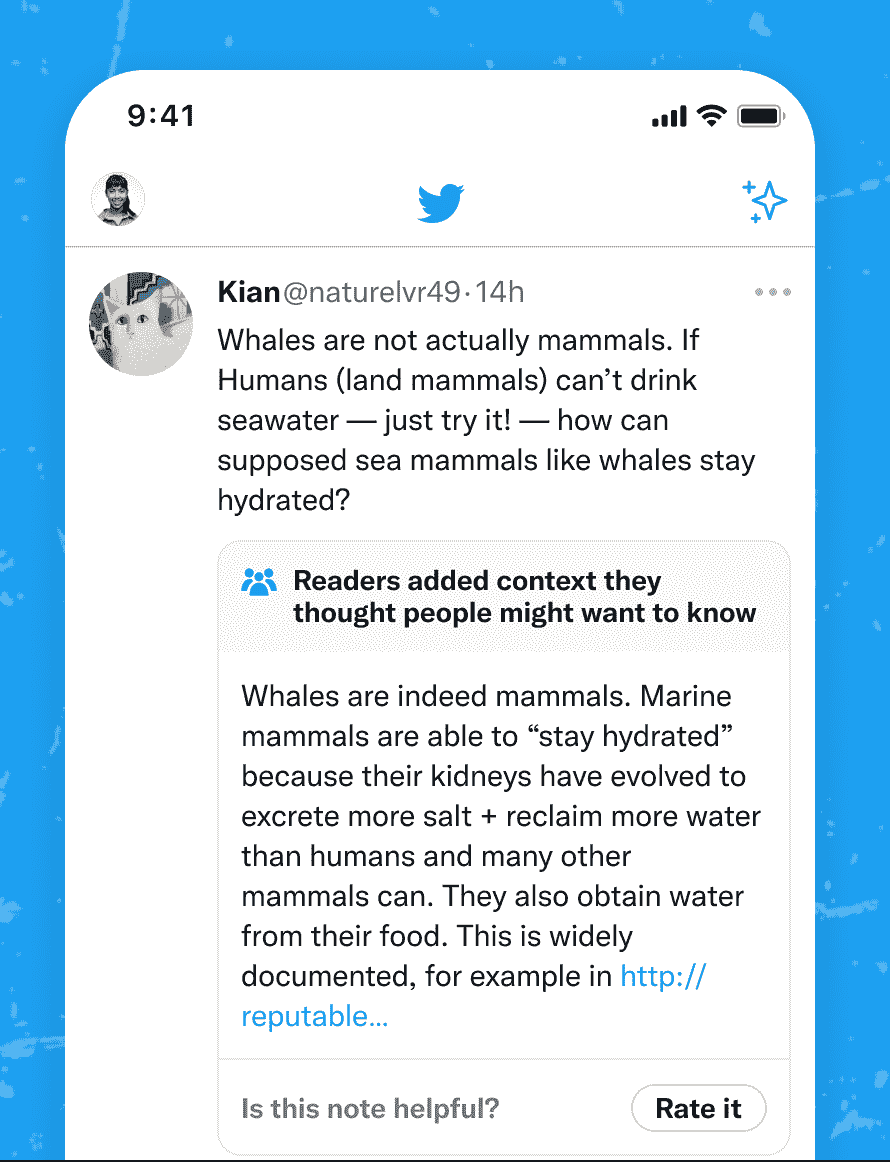 9:41
Kian @naturelvr49 · 14h
Whales are not actually mammals. If
Humans (land mammals) can’t drink
seawater — just try it! — how can
supposed sea mammals like whales stay
hydrated?
Readers added context they
thought people might want to know
Whales are indeed mammals. Marine
mammals are able to “stay hydrated”
because their kidneys have evolved to
excrete more salt + reclaim more water
than humans and many other
mammals can. They also obtain water
from their food. This is widely
documented, for example in http://
reputable...
Is this note helpful?
Rate it